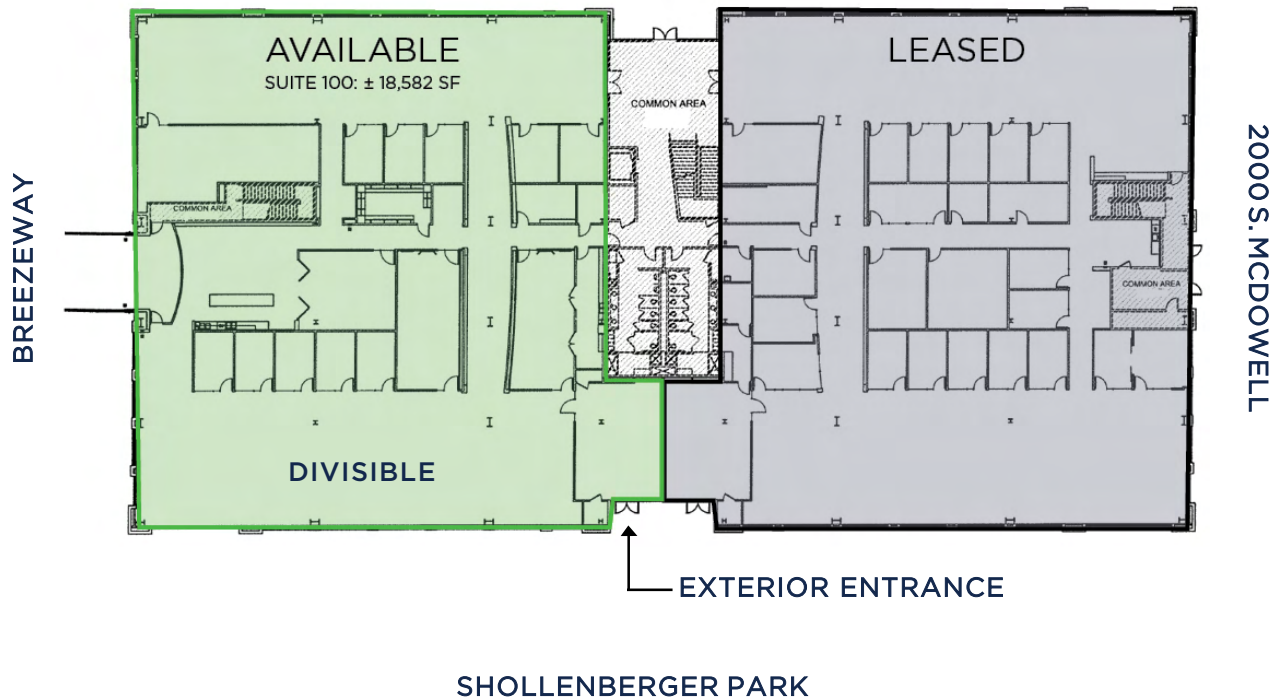 AVAILABLE
SUITE 100: ± 18,582 SF
LEASED
COMMON AREA
COMMON AREA
COMMON AREA
BREEZEWAY
2000 S. MCDOWELL
DIVISIBLE
EXTERIOR ENTRANCE
SHOLLENBERGER PARK